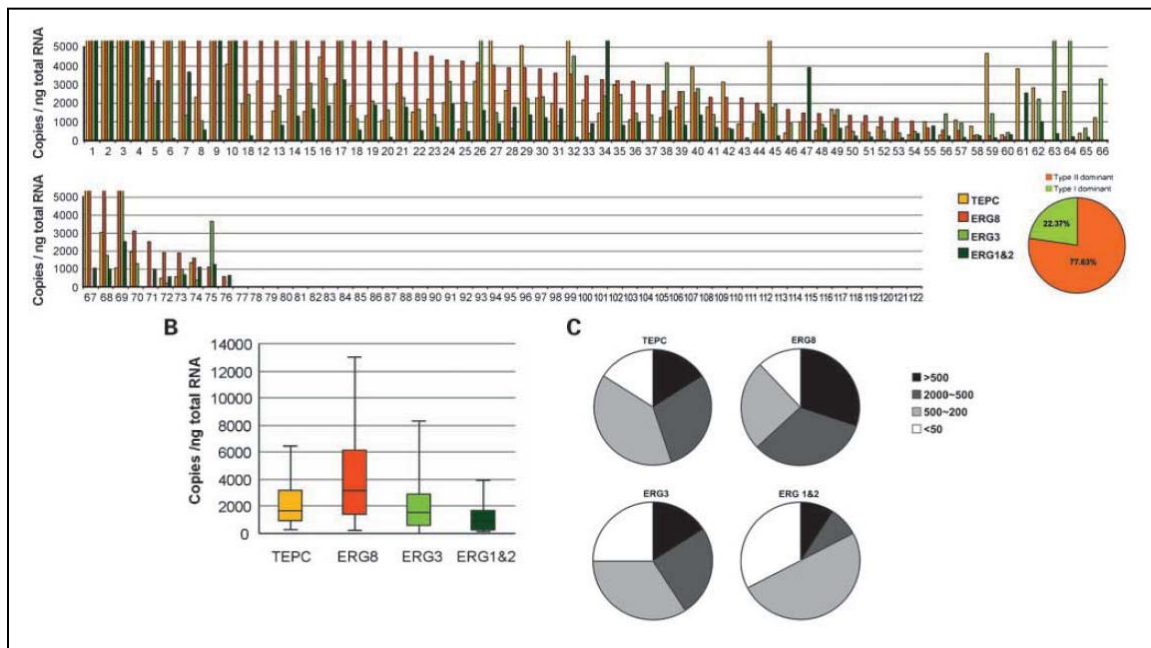 5000
4000
3000
2000
1000
0
Copies / ng total RNA
1 2 3 4 5 6 7 8 9 10 11 12 13 14 15 16 17 18 19 20 21 22 23 24 25 26 27 28 29 30 31 32 33 34 35 36 37 38 39 40 41 42 43 44 45 46 47 48 49 50 51 52 53 54 55 56 57 58 59 60 61 62 63 64 65 66
5000
4000
3000
2000
1000
0
Copies / ng total RNA
67 68 69 70 71 72 73 74 75 76 77 78 79 80 81 82 83 84 85 86 87 88 89 90 91 92 93 94 95 96 97 98 99 100 101 102 103 104 105 106 107 108 109 110 111 112 113 114 115 116 117 118 119 120 121 122
TEPC
ERG8
ERG3
ERG1&2
Type II dominant
Type I dominant
22.37%
77.63%
B
14000
12000
10000
8000
6000
4000
2000
0
Copies /ng total RNA
TEPC ERG8 ERG3 ERG1&2
C
TEPC
ERG8
ERG3
ERG 1&2
>500
2000~500
500~200
<50